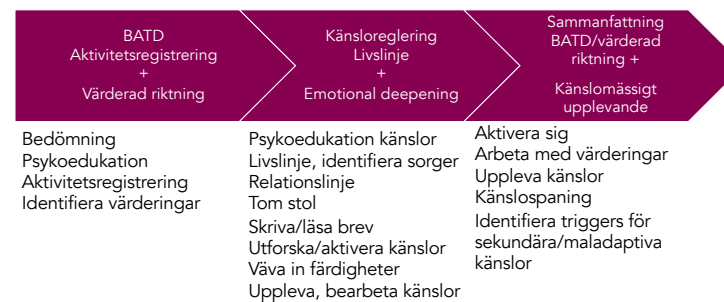 BATD
Aktivitetsregistrering
+
Värderad riktning
Känsloreglering
Livslinje
+
Emotional deepening
Sammanfattning
BATD/värderad
riktning +
Känslomässigt
upplevande
Bedömning
Psykoedukation
Aktivitetsregistrering
Identifiera värderingar
Psykoedukation känslor
Livslinje, identifiera sorger
Relationslinje
Tom stol
Skriva/läsa brev
Utforska/aktivera känslor
Väva in färdigheter
Uppleva, bearbeta känslor
Aktivera sig
Arbeta med värderingar
Uppleva känslor
Känslospaning
Identifiera triggers för
sekundära/maladaptiva
känslor